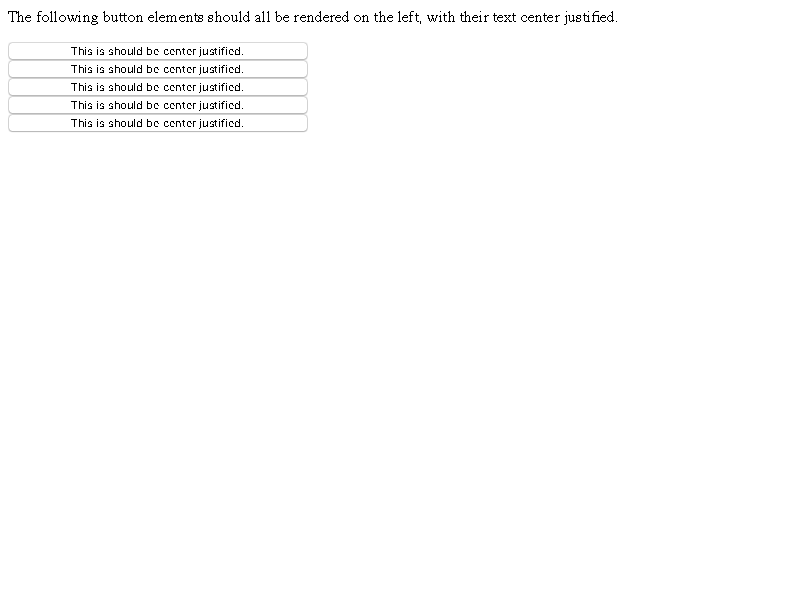 The following button elements should all be rendered on the left, with their text center justified.
This is should be center justified.
This is should be center justified.
This is should be center justified.
This is should be center justified.
This is should be center justified.